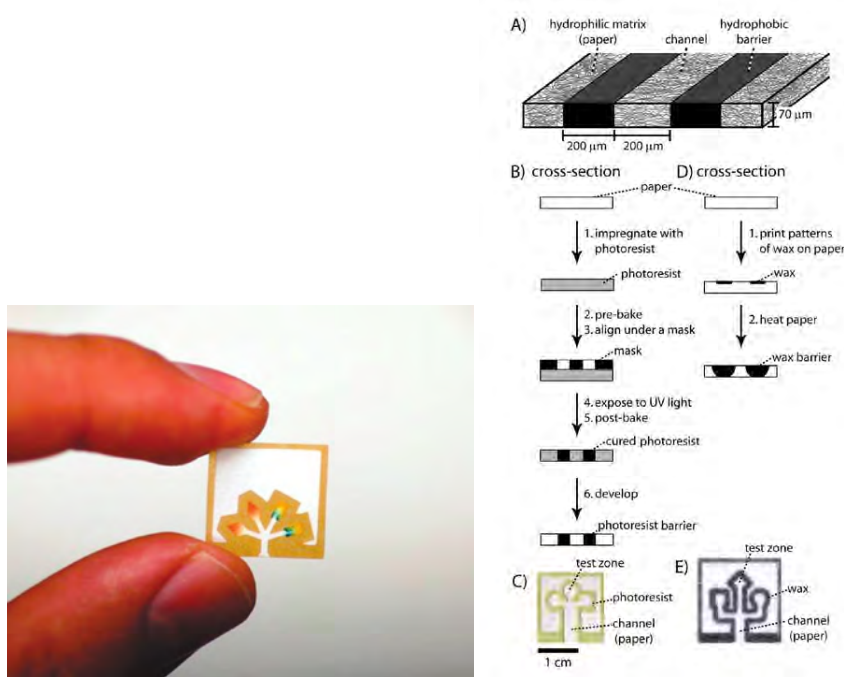 A)
hydrophilic matrix
(paper)
channel
hydrophobic
barrier
70 μm
200 μm
200 μm
B) cross-section
D) cross-section
paper
1. impregnate with
photoresist
photoresist
2. pre-bake
3. align under a mask
mask
4. expose to UV light
5. post-bake
cured photoresist
6. develop
photoresist barrier
1. print patterns
of wax on paper
wax
2. heat paper
wax barrier
C)
test zone
photoresist
channel
(paper)
1 cm
E)
test zone
wax
channel
(paper)